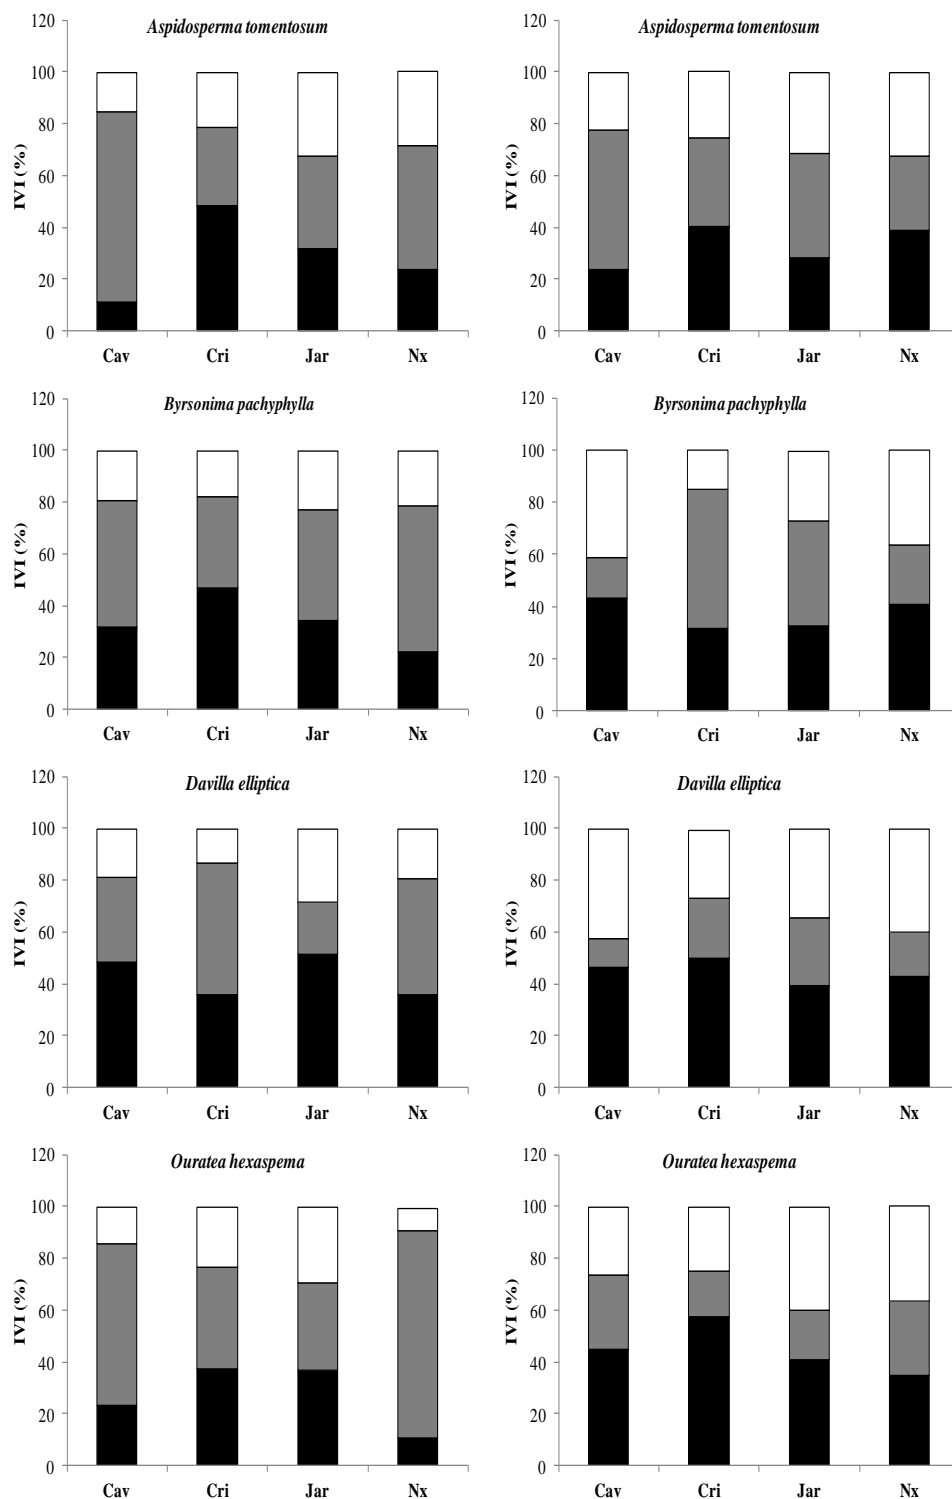 Aspidosperma tomentosum
120
100
80
60
40
20
0
IVI (%)
Cav Cri Jar Nx
Aspidosperma tomentosum
120
100
80
60
40
20
0
IVI (%)
Cav Cri Jar Nx
Byrsonima pachyphylla
120
100
80
60
40
20
0
IVI (%)
Cav Cri Jar Nx
Byrsonima pachyphylla
120
100
80
60
40
20
0
IVI (%)
Cav Cri Jar Nx
Davilla elliptica
120
100
80
60
40
20
0
IVI (%)
Cav Cri Jar Nx
Davilla elliptica
120
100
80
60
40
20
0
IVI (%)
Cav Cri Jar Nx
Ouratea hexaspema
120
100
80
60
40
20
0
IVI (%)
Cav Cri Jar Nx
Ouratea hexaspema
120
100
80
60
40
20
0
IVI (%)
Cav Cri Jar Nx